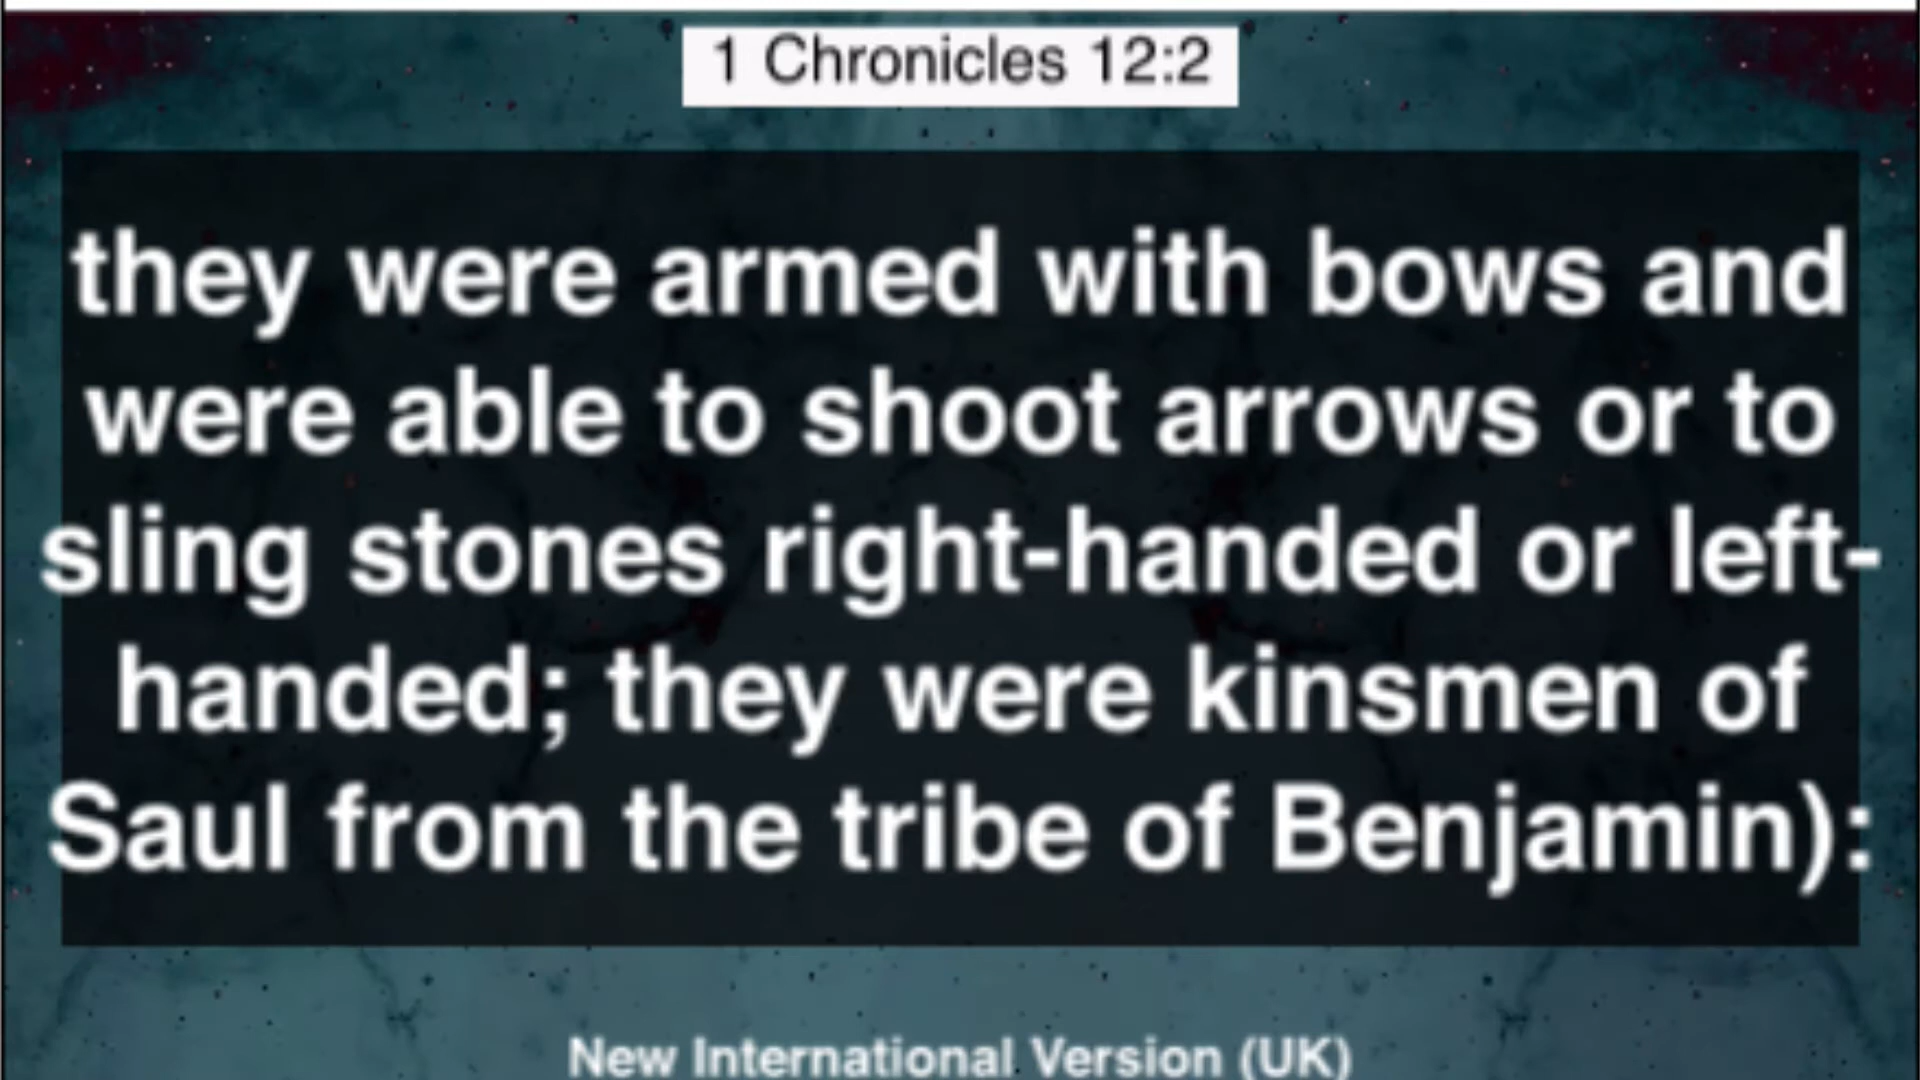 1 Chronicles 12:2
they were armed with bows and
were able to shoot arrows or to
sling stones right-handed or left-
handed; they were kinsmen of
Saul from the tribe of Benjamin):
New International Version (UK)